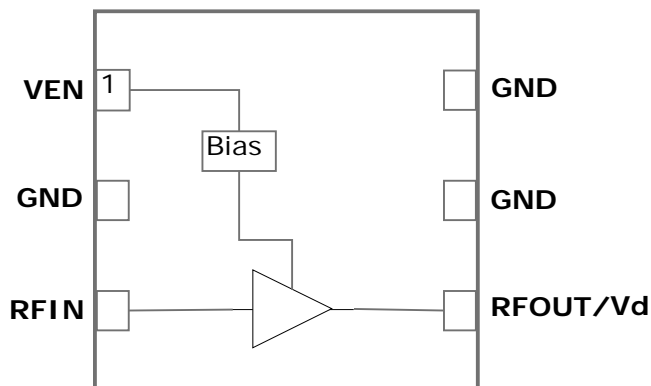 VEN 1 GND
Bias
GND GND
RFIN RFOUT/Vd